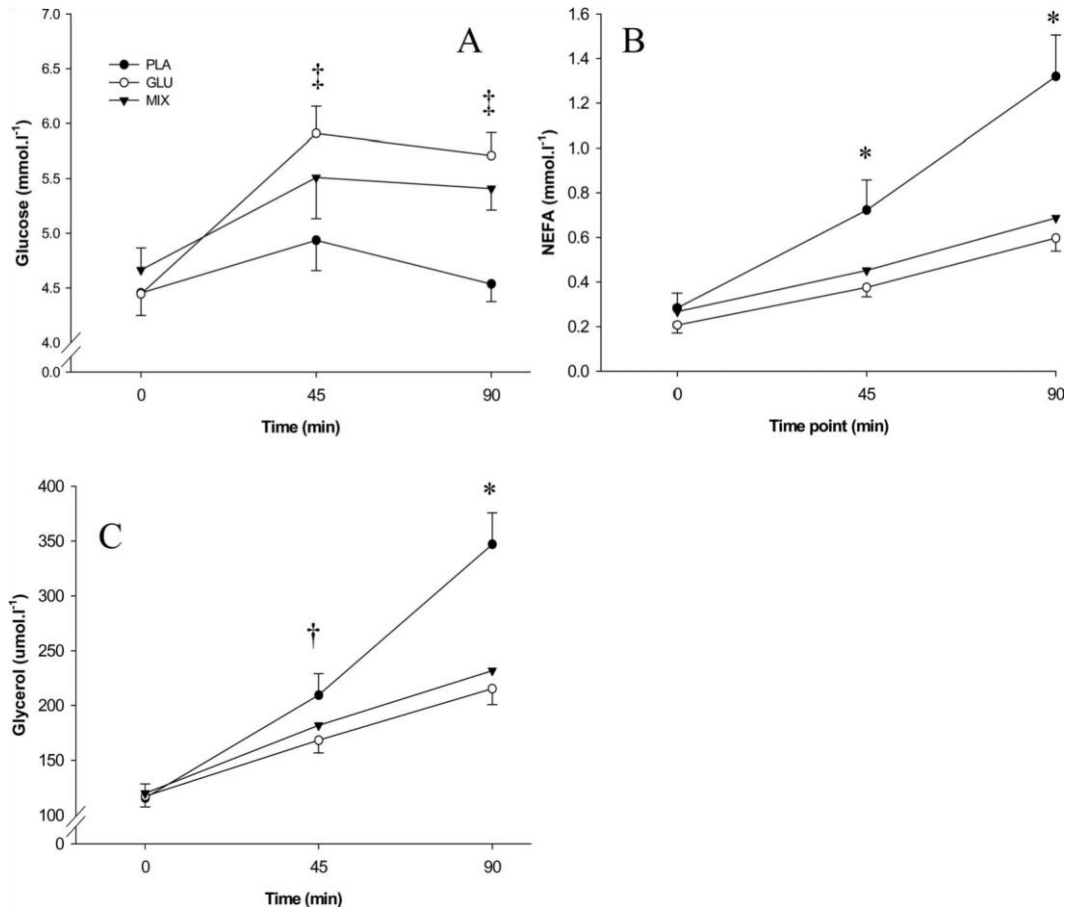 A
Glucose (mmol.l-1)
7.0
6.5
6.0
5.5
5.0
4.5
4.0
0.0
PLA
GLU
MIX
‡
‡
0 45 90
Time (min)
B
NEFA (mmol.l-1)
1.6
1.4
1.2
1.0
0.8
0.6
0.4
0.2
0.0
*
*
0 45 90
Time point (min)
C
Glycerol (umol.l-1)
400
350
300
250
200
150
100
0
†
*
0 45 90
Time (min)